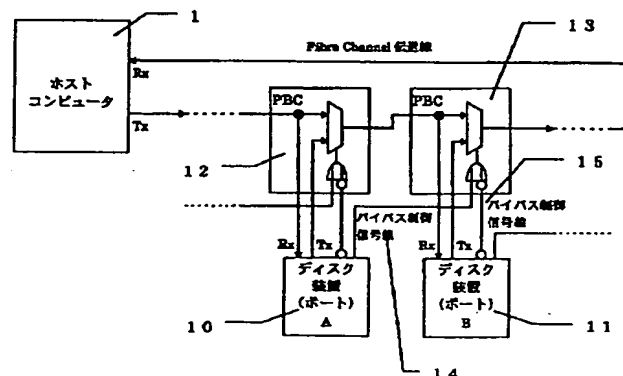 1
Fibre Channel 伝送線
13
ホスト
コンピュータ
Rx
Tx
PBC
PBC
12
15
バイパス制御
信号線
バイパス制御
信号線
Rx
Tx
Rx
Tx
ディスク
装置
(ポート)
A
ディスク
装置
(ポート)
B
10
11
14